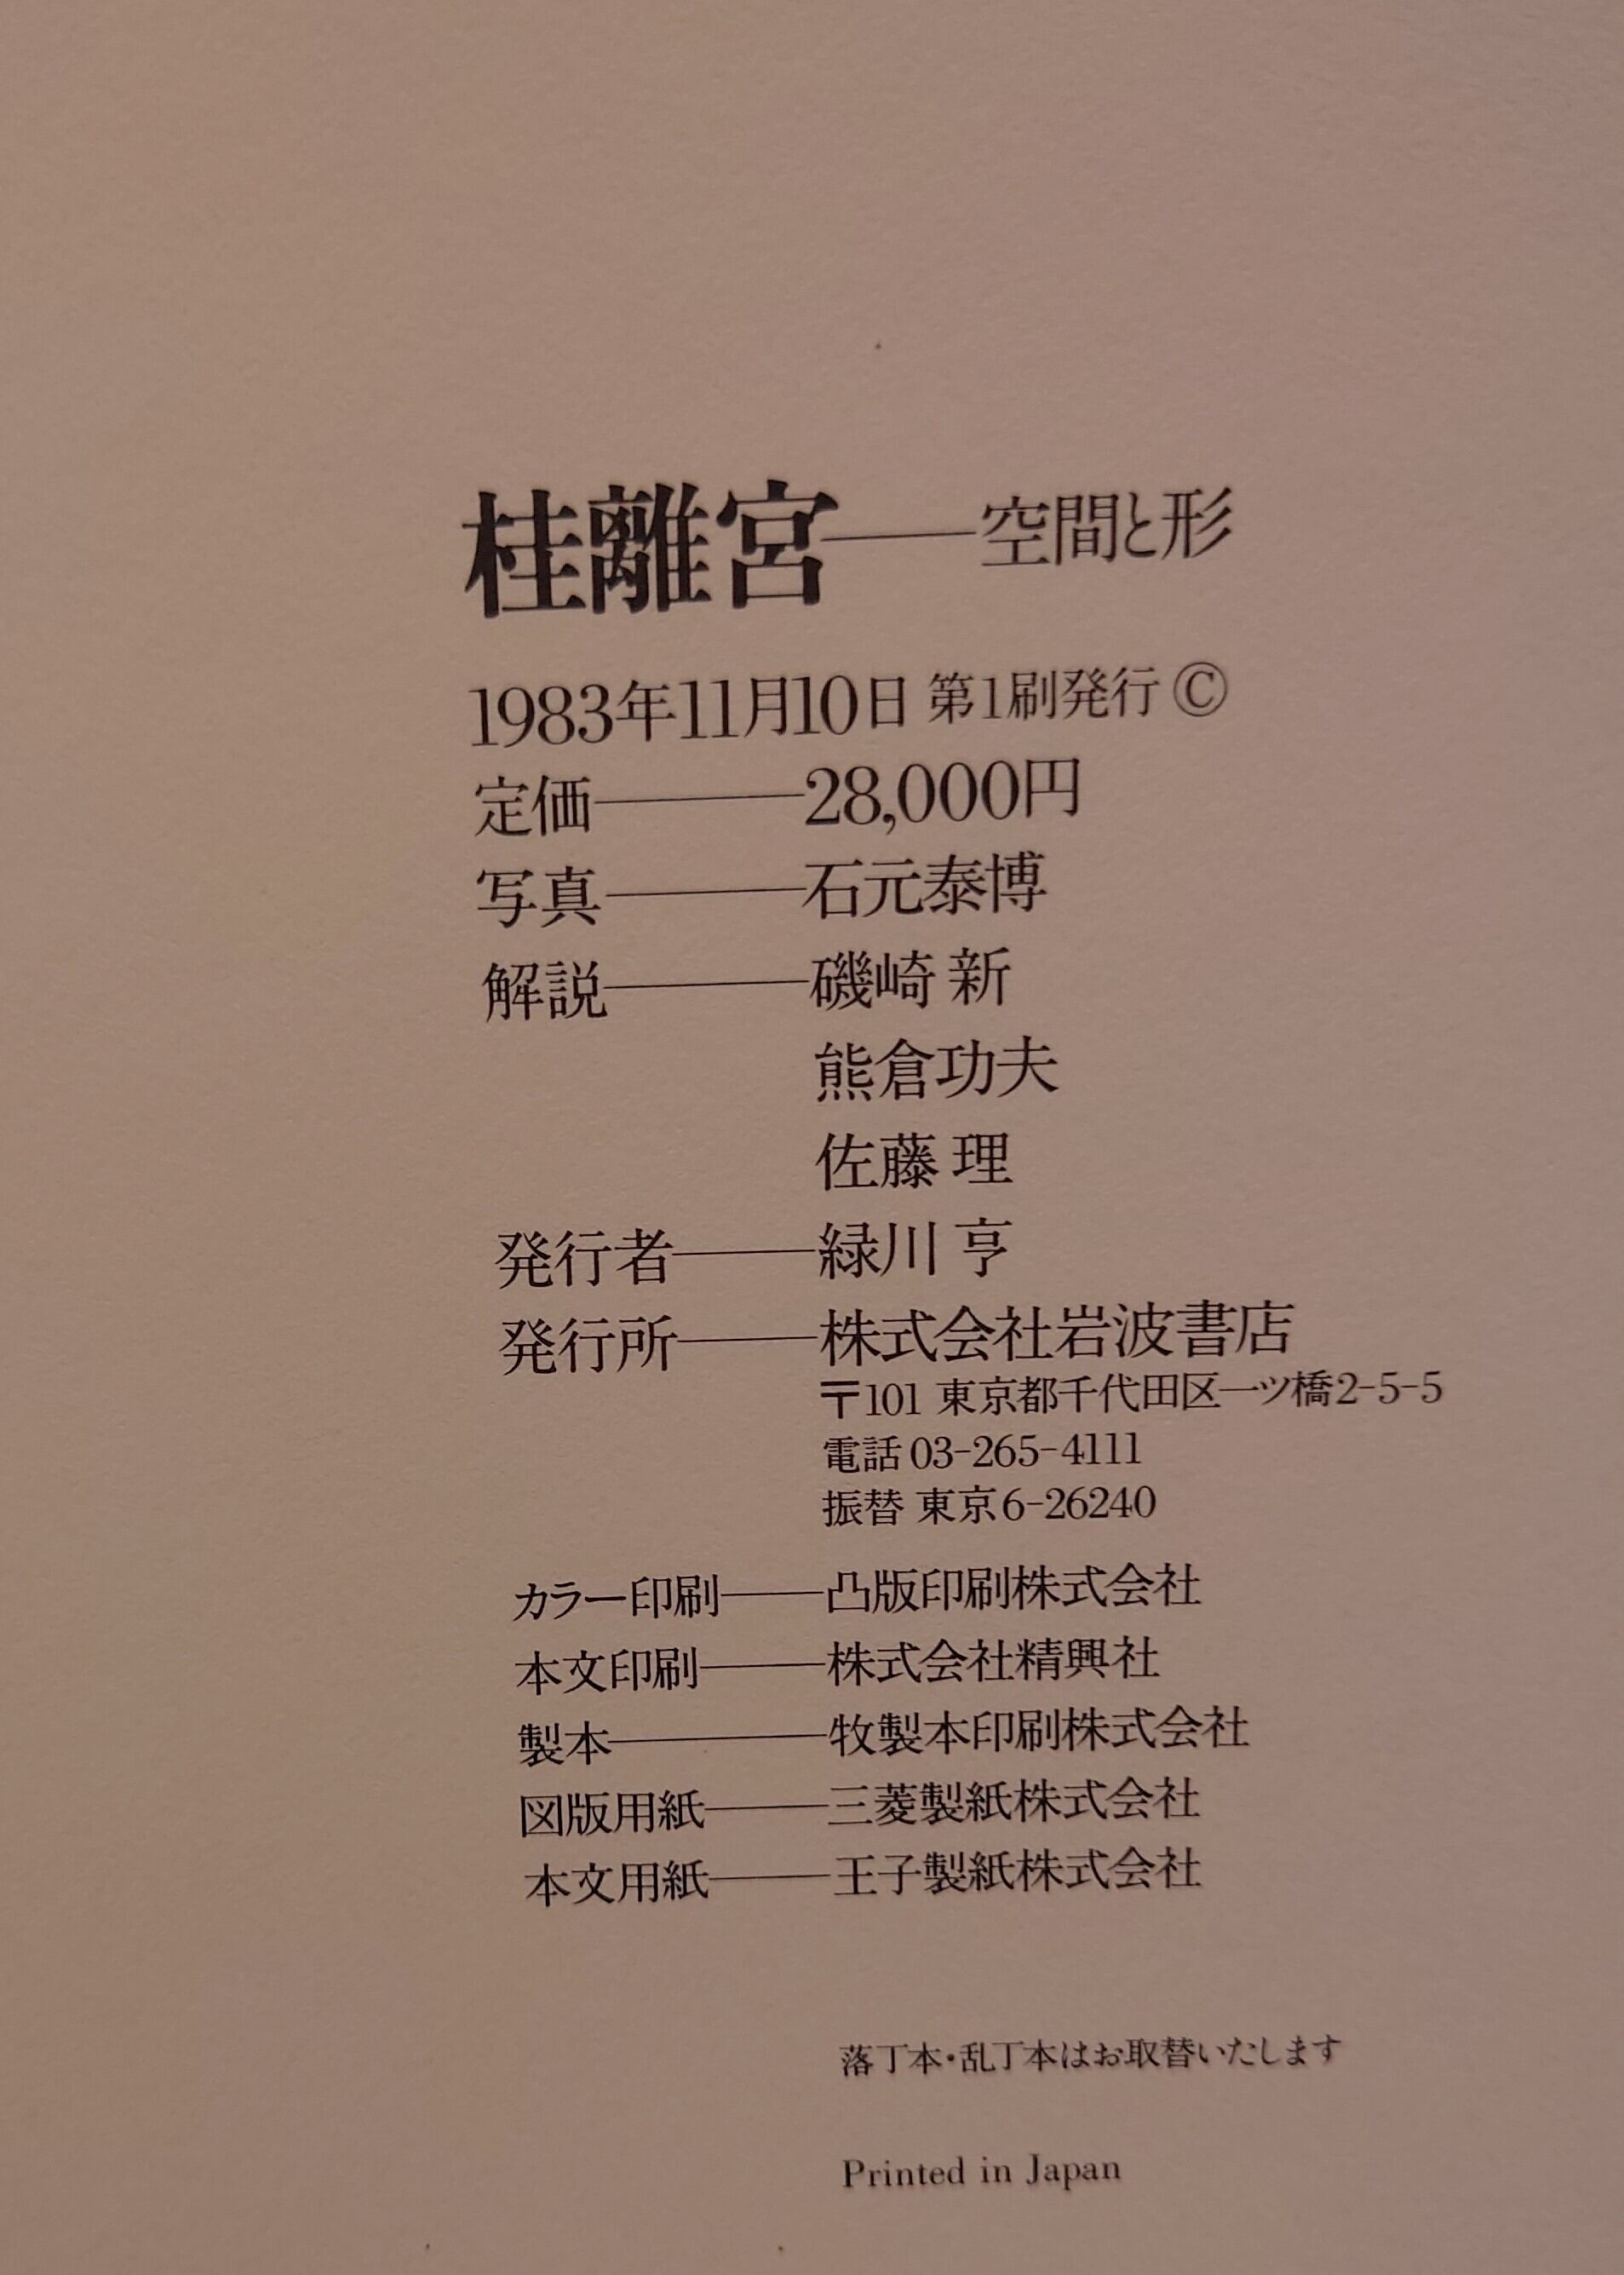 桂離宮——空間と形
1983年11月10日 第1刷発行 ©
定価——28,000円
写真——石元泰博
解説——磯崎 新
熊倉功夫
佐藤 理
発行者——緑川 亨
発行所——株式会社岩波書店
〒101 東京都千代田区一ツ橋2-5-5
電話 03-265-4111
振替 東京6-26240
カラー印刷——凸版印刷株式会社
本文印刷——株式会社精興社
製本——牧製本印刷株式会社
図版用紙——三菱製紙株式会社
本文用紙——王子製紙株式会社
落丁本・乱丁本はお取替いたします
Printed in Japan